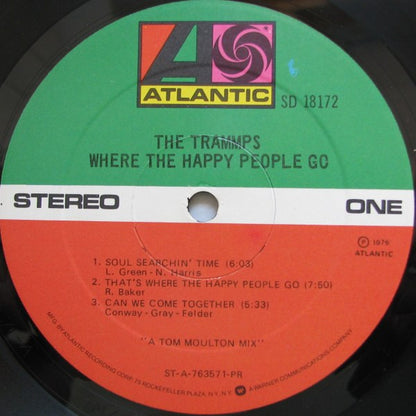 ATLANTIC
SD 18172
THE TRAMMPS
WHERE THE HAPPY PEOPLE GO
STEREO
ONE
℗ 1976
ATLANTIC
1. SOUL SEARCHIN' TIME (6:03)
L. Green - N. Harris
2. THAT'S WHERE THE HAPPY PEOPLE GO (7:50)
R. Baker
3. CAN WE COME TOGETHER (5:33)
Conway - Gray - Felder
"A TOM MOULTON MIX"
ST-A-763571-PR
MFG. BY ATLANTIC RECORDING CORP., 75 ROCKEFELLER PLAZA, N.Y., N.Y.
A WARNER COMMUNICATIONS COMPANY